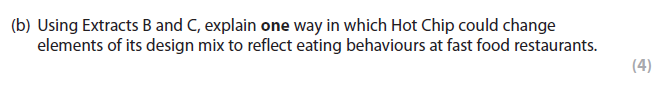 (b) Using Extracts B and C, explain one way in which Hot Chip could change
elements of its design mix to reflect eating behaviours at fast food restaurants.
(4)